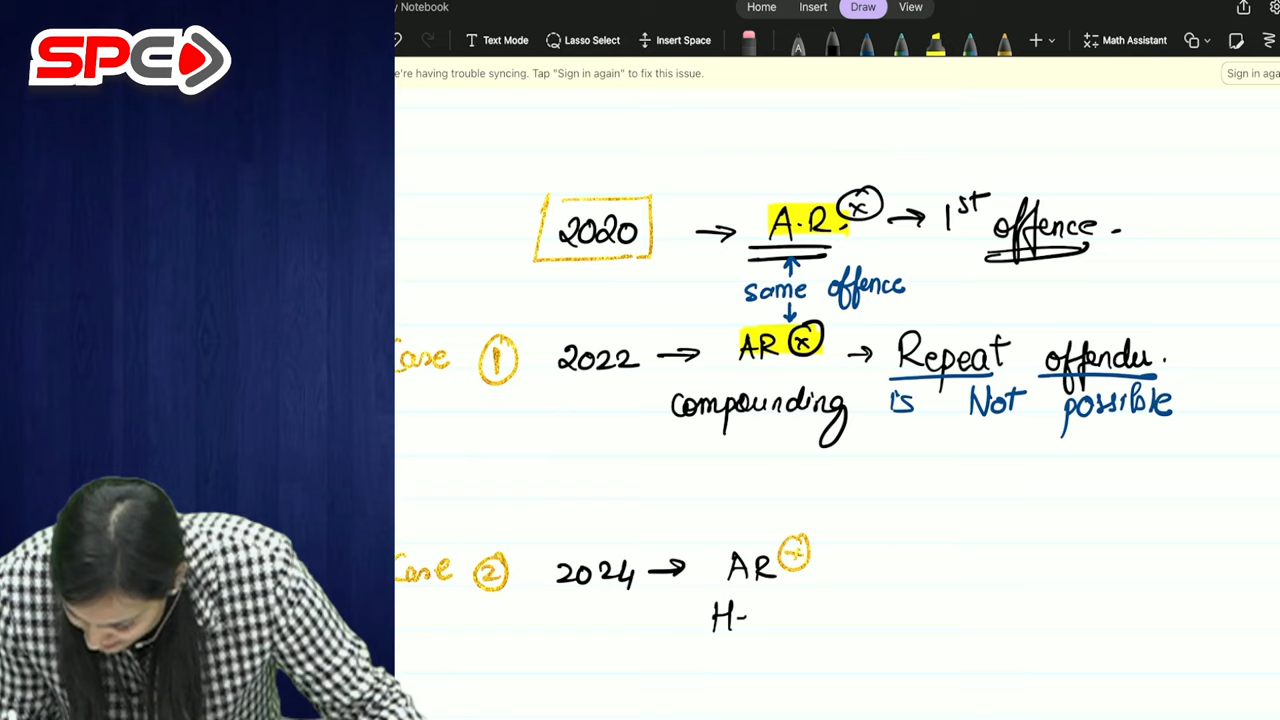 SPC
y Notebook
Home Insert Draw View
Text Mode Lasso Select Insert Space Math Assistant
e're having trouble syncing. Tap "Sign in again" to fix this issue. Sign in aga
2020 → A.R. x → 1st offence.
same offence
Case 1 2022 → AR x → Repeat offender.
compounding is Not possible
Case 2 2024 → AR x
H-